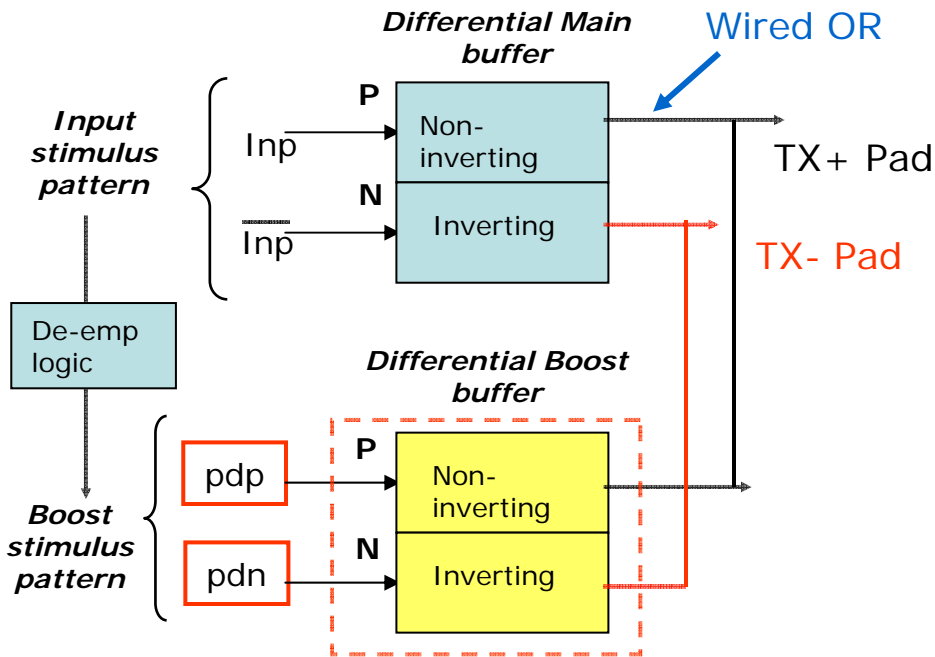 Differential Main
buffer
Wired OR
Input
stimulus
pattern
P
Inp
Non-
inverting
TX+ Pad
N
Inp
Inverting
TX- Pad
De-emp
logic
Differential Boost
buffer
Boost
stimulus
pattern
P
pdp
Non-
inverting
N
pdn
Inverting